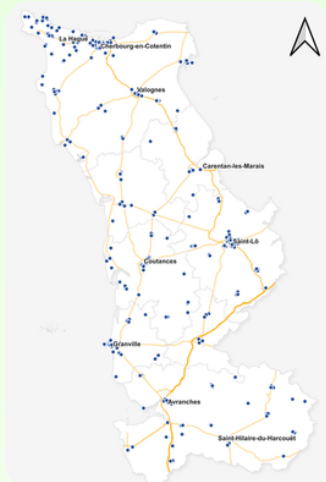 La Hague
Cherbourg-en-Cotentin
Valognes
Carentan-les-Marais
Saint-Lô
Coutances
Granville
Avranches
Saint-Hilaire-du-Harcouët